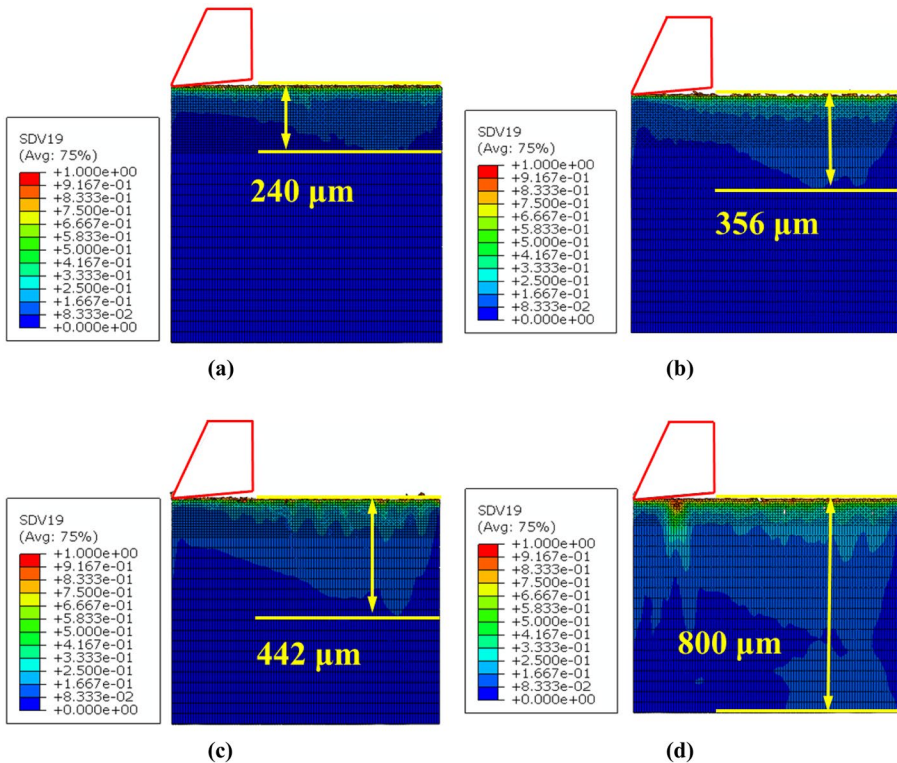 SDV19
(Avg: 75%)
+1.000e+00
+9.167e-01
+8.333e-01
+7.500e-01
+6.667e-01
+5.833e-01
+5.000e-01
+4.167e-01
+3.333e-01
+2.500e-01
+1.667e-01
+8.333e-02
+0.000e+00
240 µm
(a)
SDV19
(Avg: 75%)
+1.000e+00
+9.167e-01
+8.333e-01
+7.500e-01
+6.667e-01
+5.833e-01
+5.000e-01
+4.167e-01
+3.333e-01
+2.500e-01
+1.667e-01
+8.333e-02
+0.000e+00
356 µm
(b)
SDV19
(Avg: 75%)
+1.000e+00
+9.167e-01
+8.333e-01
+7.500e-01
+6.667e-01
+5.833e-01
+5.000e-01
+4.167e-01
+3.333e-01
+2.500e-01
+1.667e-01
+8.333e-02
+0.000e+00
442 µm
(c)
SDV19
(Avg: 75%)
+1.000e+00
+9.167e-01
+8.333e-01
+7.500e-01
+6.667e-01
+5.833e-01
+5.000e-01
+4.167e-01
+3.333e-01
+2.500e-01
+1.667e-01
+8.333e-02
+0.000e+00
800 µm
(d)